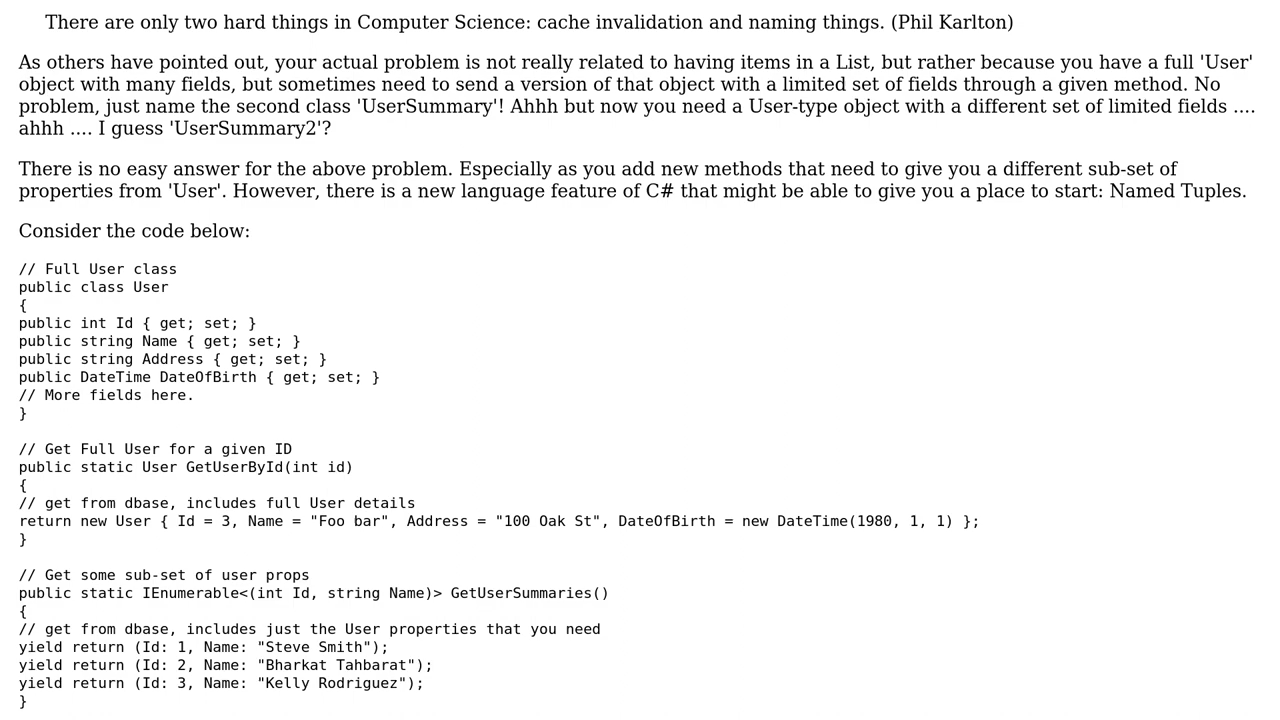 There are only two hard things in Computer Science: cache invalidation and naming things. (Phil Karlton)
As others have pointed out, your actual problem is not really related to having items in a List, but rather because you have a full 'User'
object with many fields, but sometimes need to send a version of that object with a limited set of fields through a given method. No
problem, just name the second class 'UserSummary'! Ahhh but now you need a User-type object with a different set of limited fields ....
ahhh .... I guess 'UserSummary2'?
There is no easy answer for the above problem. Especially as you add new methods that need to give you a different sub-set of
properties from 'User'. However, there is a new language feature of C# that might be able to give you a place to start: Named Tuples.
Consider the code below:
// Full User class
public class User
{
public int Id { get; set; }
public string Name { get; set; }
public string Address { get; set; }
public DateTime DateOfBirth { get; set; }
// More fields here.
}
// Get Full User for a given ID
public static User GetUserById(int id)
{
// get from dbase, includes full User details
return new User { Id = 3, Name = "Foo bar", Address = "100 Oak St", DateOfBirth = new DateTime(1980, 1, 1) };
}
// Get some sub-set of user props
public static IEnumerable<(int Id, string Name)> GetUserSummaries()
{
// get from dbase, includes just the User properties that you need
yield return (Id: 1, Name: "Steve Smith");
yield return (Id: 2, Name: "Bharkat Tahbarat");
yield return (Id: 3, Name: "Kelly Rodriguez");
}